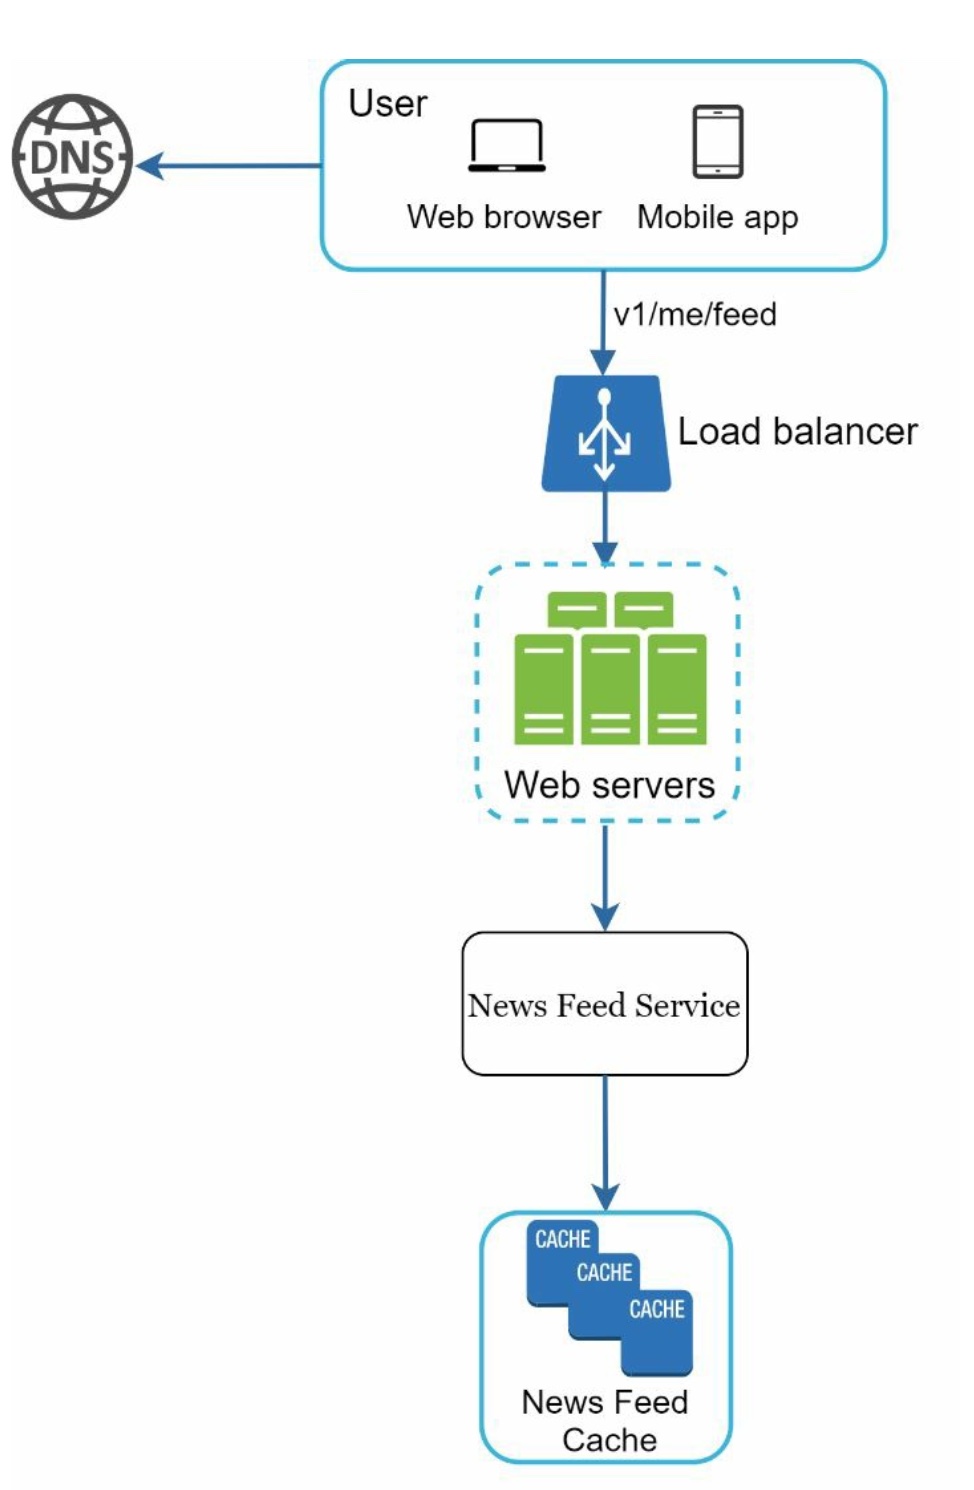 User
DNS
Web browser
Mobile app
v1/me/feed
Load balancer
Web servers
News Feed Service
CACHE
CACHE
CACHE
News Feed
Cache